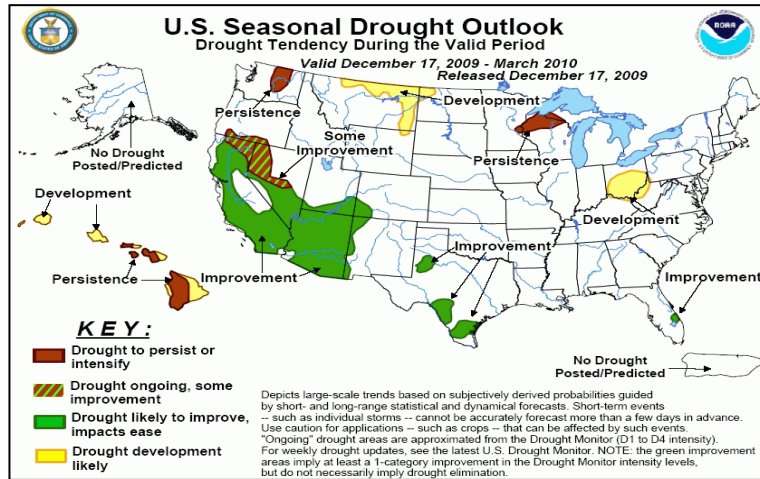 U.S. Seasonal Drought Outlook
Drought Tendency During the Valid Period
Valid December 17, 2009 - March 2010
Released December 17, 2009
NOAA
Development
Persistence
Some
Improvement
Persistence
No Drought
Posted/Predicted
Development
Development
Improvement
Improvement
Improvement
Persistence
No Drought
Posted/Predicted
KEY:
Drought to persist or
intensify
Drought ongoing, some
improvement
Drought likely to improve,
impacts ease
Drought development
likely
Depicts large-scale trends based on subjectively derived probabilities guided
by short- and long-range statistical and dynamical forecasts. Short-term events
-- such as individual storms -- cannot be accurately forecast more than a few days in advance.
Use caution for applications -- such as crops -- that can be affected by such events.
"Ongoing" drought areas are approximated from the Drought Monitor (D1 to D4 intensity).
For weekly drought updates, see the latest U.S. Drought Monitor. NOTE: the green improvement
areas imply at least a 1-category improvement in the Drought Monitor intensity levels,
but do not necessarily imply drought elimination.